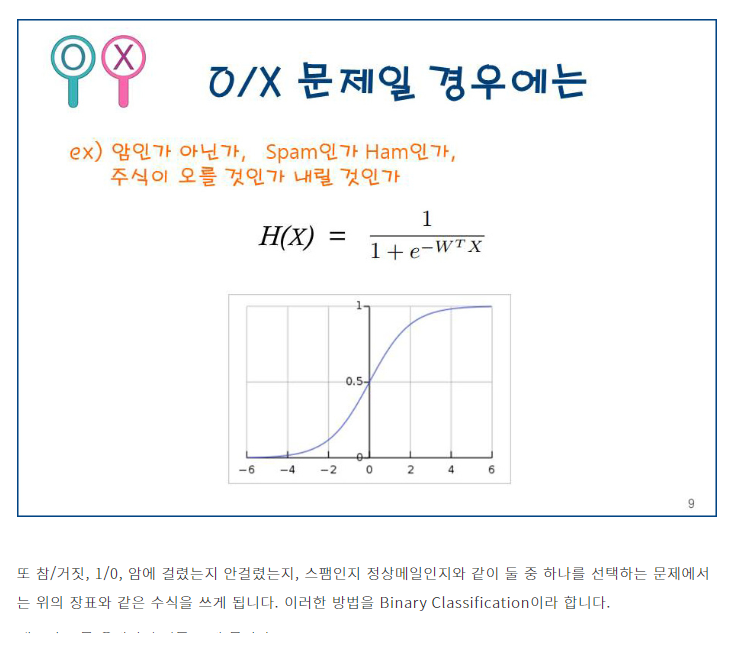 O X
O/X 문제일 경우에는
ex) 암인가 아닌가, Spam인가 Ham인가,
주식이 오를 것인가 내릴 것인가
H(X) = 1 / (1 + e^{-W^T X})
1
0.5
0
−6 −4 −2 0 2 4 6
9
또 참/거짓, 1/0, 암에 걸렸는지 안걸렸는지, 스팸인지 정상메일인지와 같이 둘 중 하나를 선택하는 문제에서
는 위의 장표와 같은 수식을 쓰게 됩니다. 이러한 방법을 Binary Classification이라 합니다.